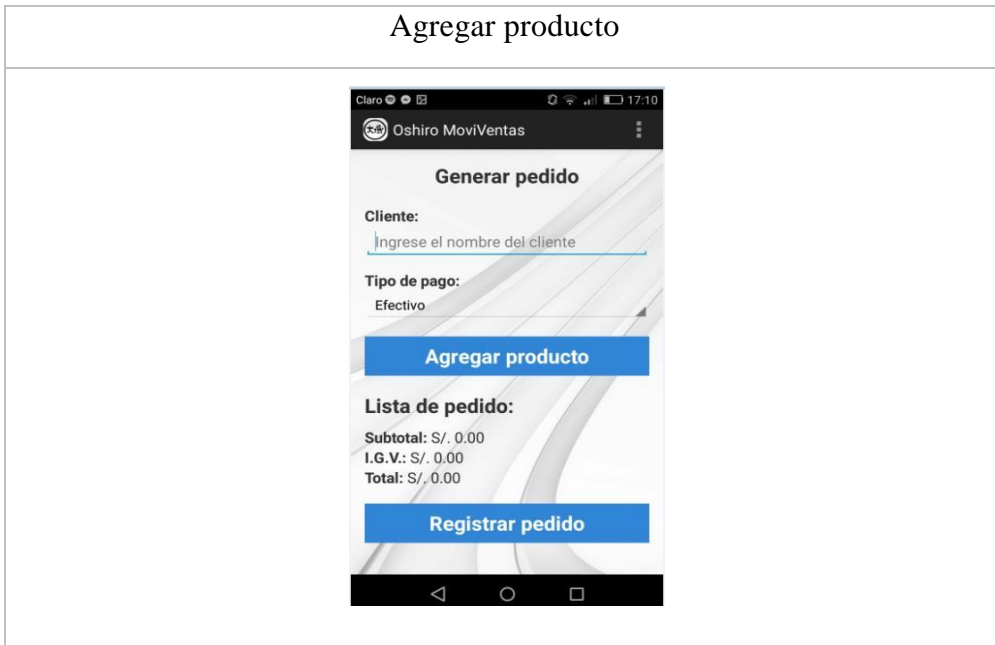 Agregar producto
Claro 17:10
Oshiro MoviVentas
Generar pedido
Cliente:
Ingrese el nombre del cliente
Tipo de pago:
Efectivo
Agregar producto
Lista de pedido:
Subtotal: S/. 0.00
I.G.V.: S/. 0.00
Total: S/. 0.00
Registrar pedido